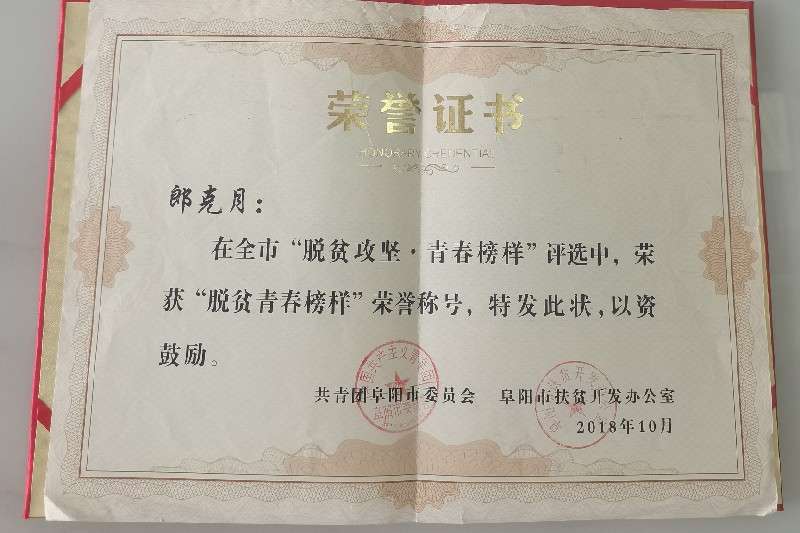 荣誉证书
HONORARY CREDENTIAL
郎克月：
在全市“脱贫攻坚·青春榜样”评选中，荣
获“脱贫青春榜样”荣誉称号，特发此状，以资
鼓励。
共青团阜阳市委员会 阜阳市扶贫开发办公室
2018年10月